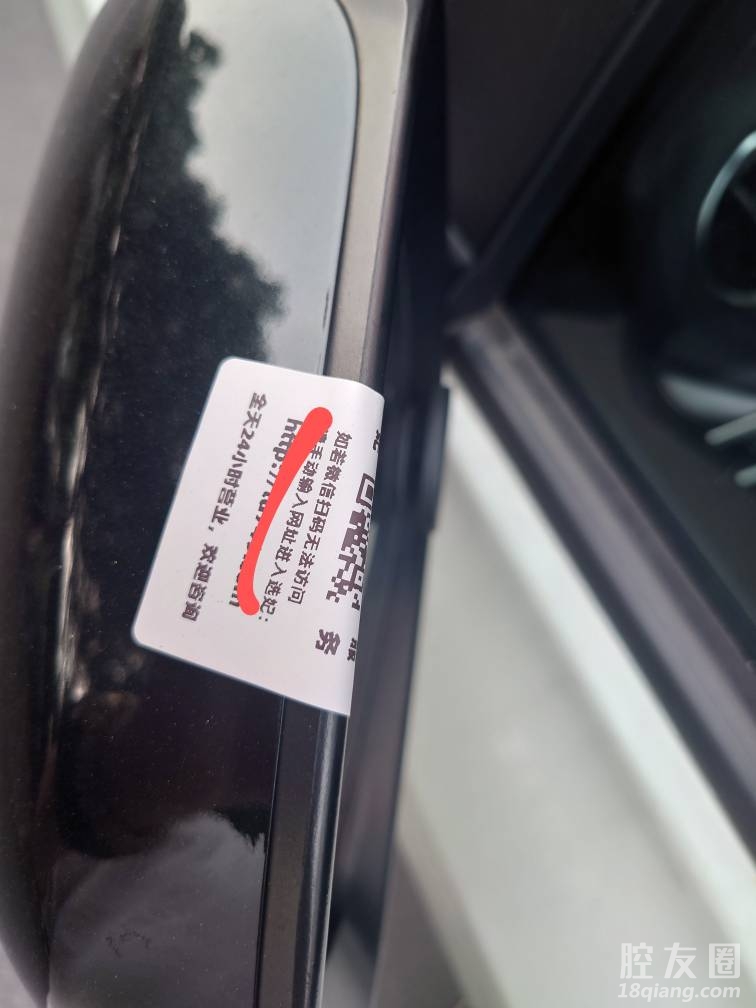 服务
如若微信扫码无法访问
手动输入网址进入选妃:
http://
全天24小时营业，欢迎咨询
腔友圈
18qiang.com